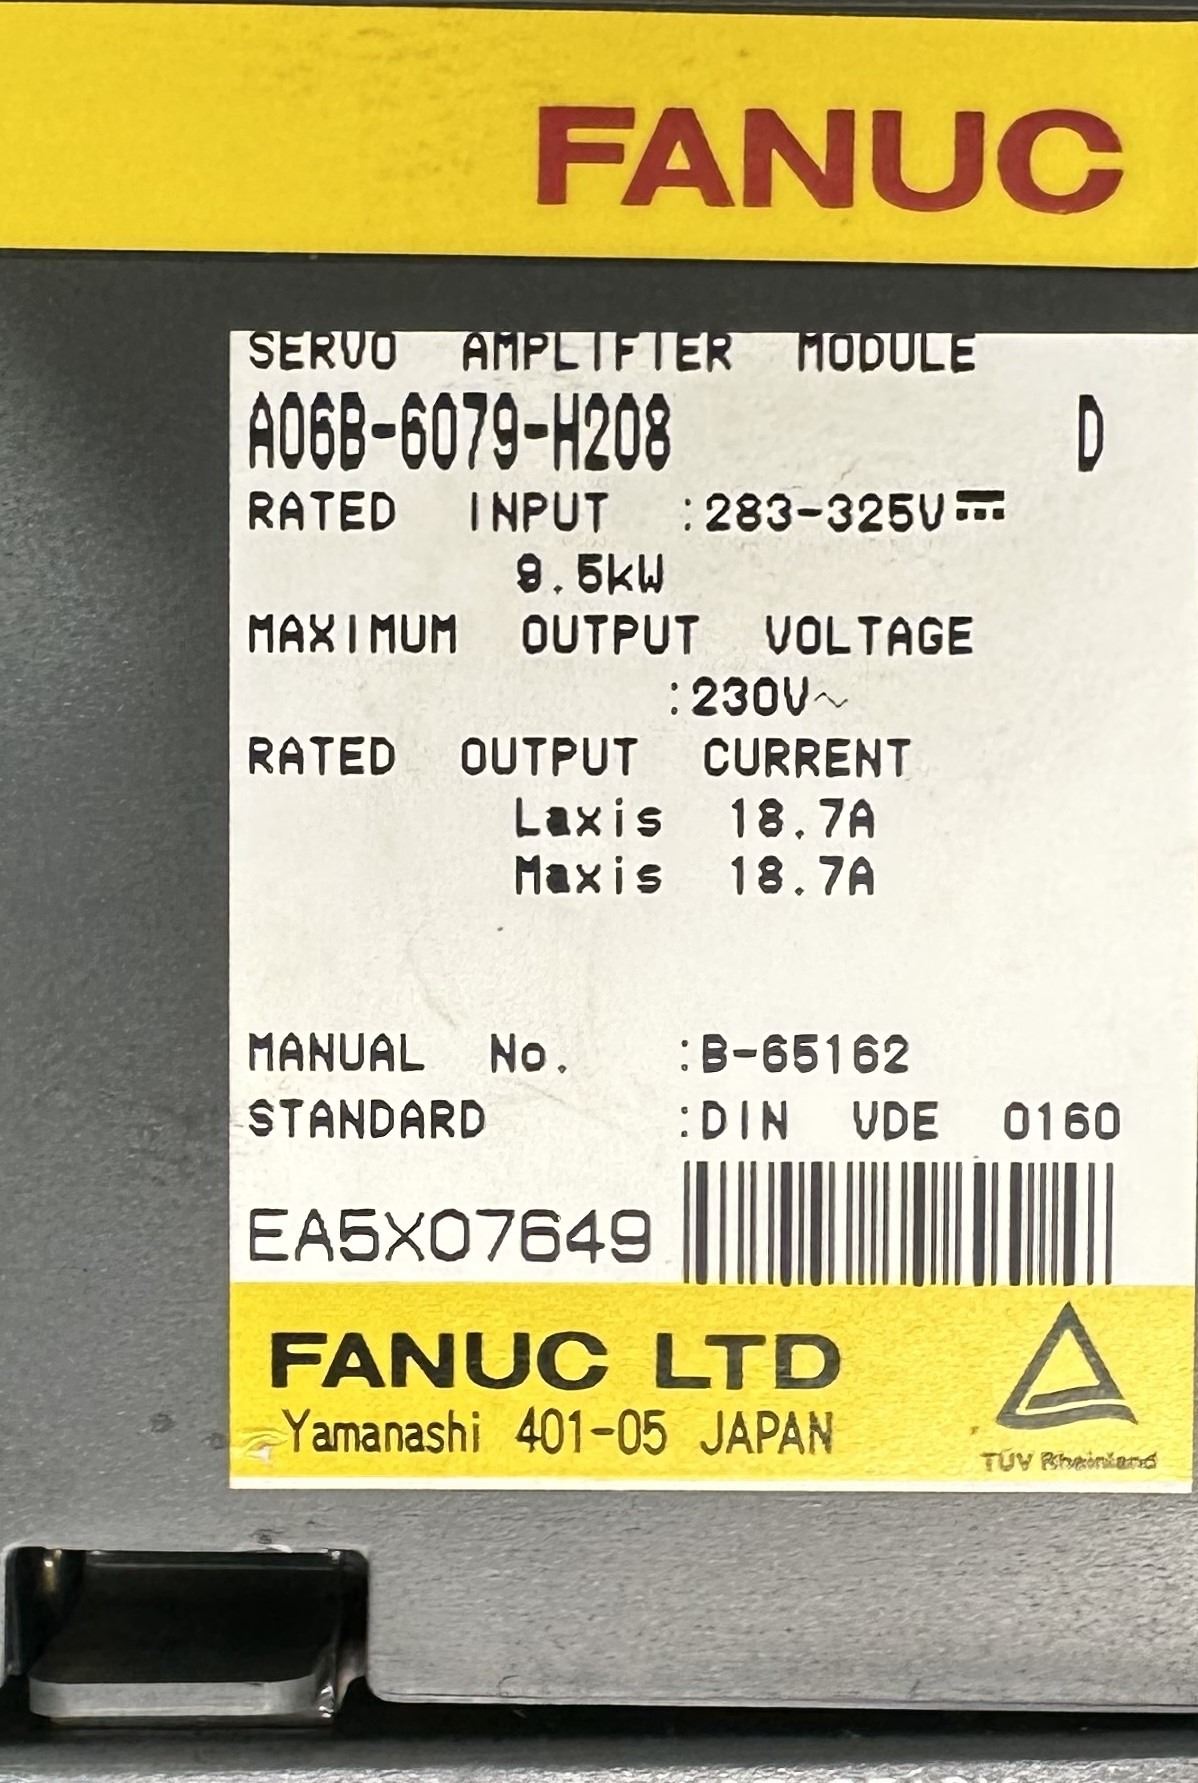 FANUC
SERVO AMPLIFIER MODULE
A06B-6079-H208 D
RATED INPUT :283-325V⎓
9.5kW
MAXIMUM OUTPUT VOLTAGE
:230V~
RATED OUTPUT CURRENT
Laxis 18.7A
Maxis 18.7A
MANUAL No. :B-65162
STANDARD :DIN VDE 0160
EA5X07649
FANUC LTD
Yamanashi 401-05 JAPAN
TÜV Rheinland